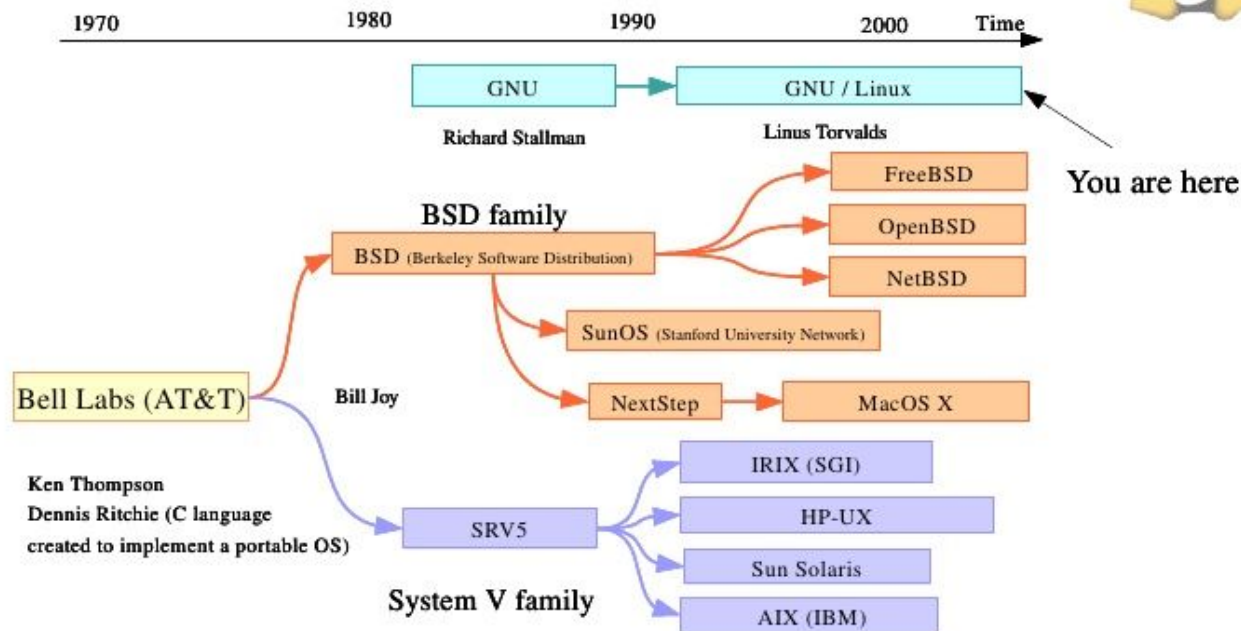 1970 1980 1990 2000 Time
GNU GNU / Linux
Richard Stallman Linus Torvalds
FreeBSD
You are here
BSD family
OpenBSD
BSD (Berkeley Software Distribution)
NetBSD
SunOS (Stanford University Network)
Bell Labs (AT&T) Bill Joy NextStep MacOS X
IRIX (SGI)
Ken Thompson
Dennis Ritchie (C language
created to implement a portable OS)
SRV5 HP-UX
Sun Solaris
System V family
AIX (IBM)